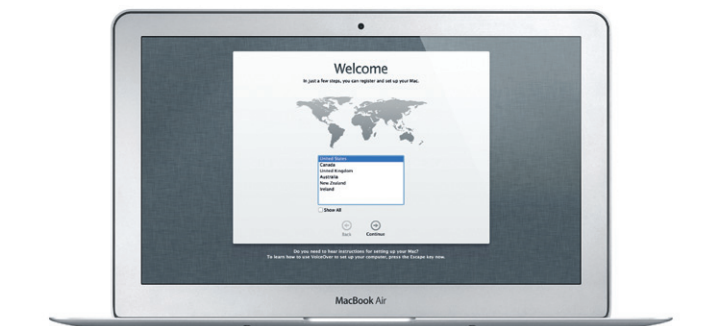 Welcome
In just a few steps, you can register and set up your Mac.
United States
Canada
United Kingdom
Australia
New Zealand
Ireland
Show All
Back Continue
Do you need to hear instructions for setting up your Mac?
To learn how to use VoiceOver to set up your computer, press the Escape key now.
MacBook Air